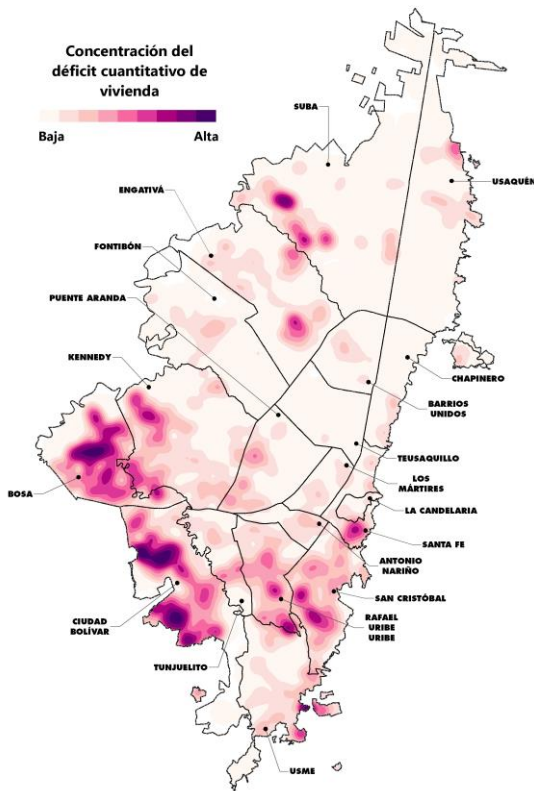 Concentración del
déficit cuantitativo de
vivienda
Baja
Alta
SUBA
USAQUÉN
ENGATIVÁ
FONTIBÓN
PUENTE ARANDA
KENNEDY
CHAPINERO
BARRIOS
UNIDOS
TEUSAQUILLO
LOS
MÁRTIRES
BOSA
LA CANDELARIA
SANTA FE
ANTONIO
NARIÑO
SAN CRISTÓBAL
CIUDAD
BOLÍVAR
RAFAEL
URIBE
URIBE
TUNJUELITO
USME